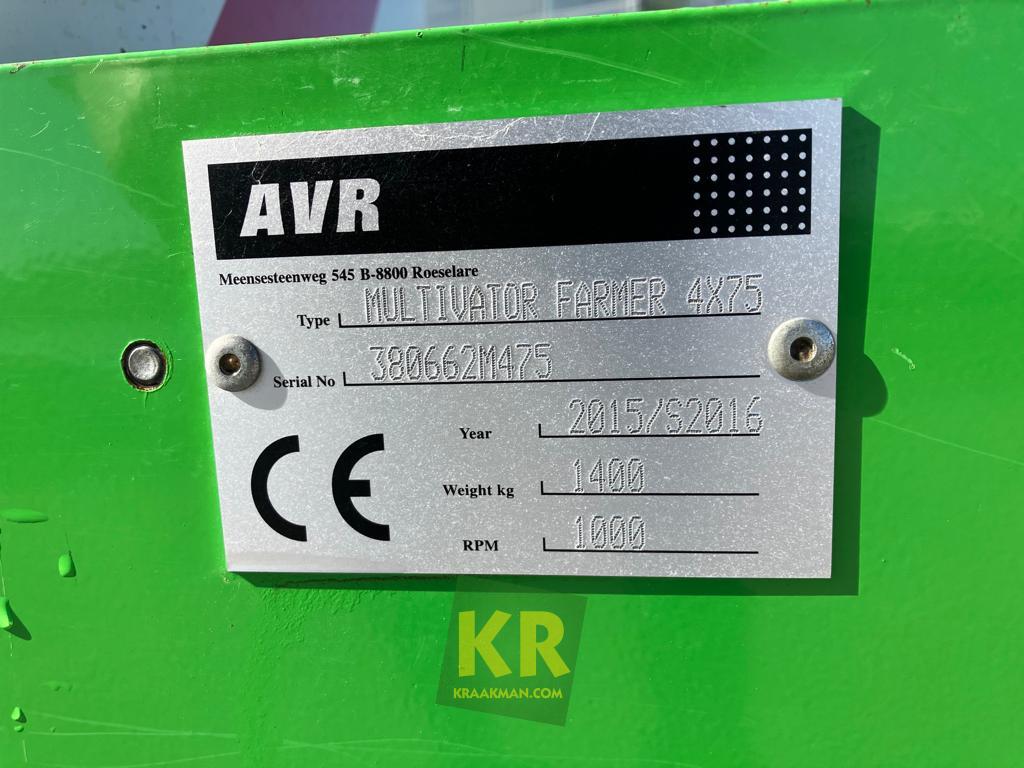 AVR
Meensesteenweg 545 B-8800 Roeselare
Type MULTIVATOR FARMER 4X75
Serial No 380662M475
Year 2015/S2016
Weight kg 1400
RPM 1000
CE
KR
KRAAKMAN.COM